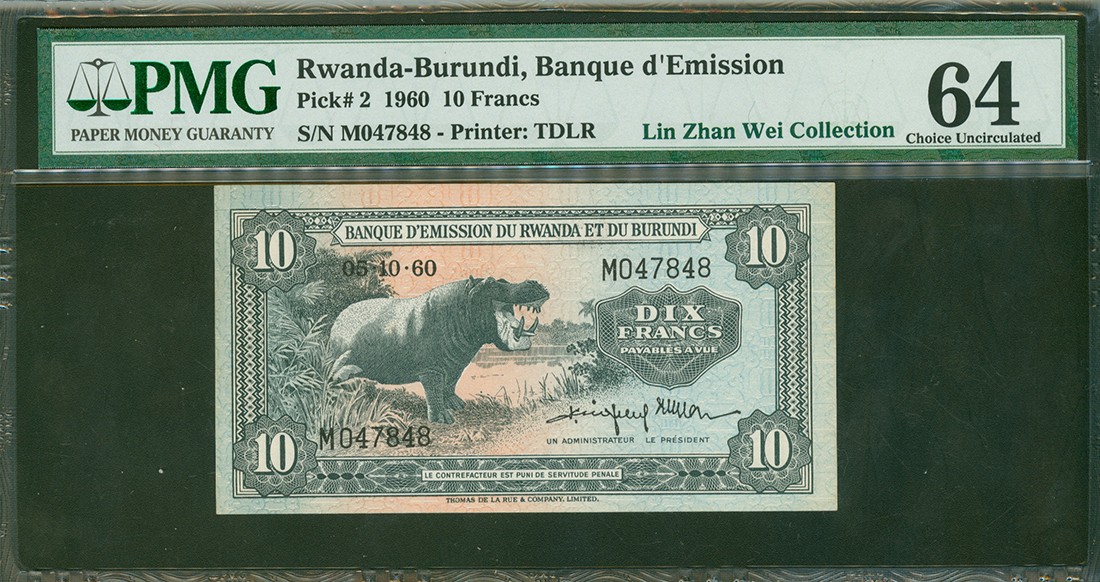 PMG
PAPER MONEY GUARANTY
Rwanda-Burundi, Banque d'Emission
Pick# 2 1960 10 Francs
S/N M047848 - Printer: TDLR
Lin Zhan Wei Collection
64
Choice Uncirculated
10
BANQUE D'EMISSION DU RWANDA ET DU BURUNDI
10
05·10·60
M047848
DIX
FRANCS
PAYABLES A VUE
M047848
UN ADMINISTRATEUR LE PRÉSIDENT
10
10
LE CONTREFACTEUR EST PUNI DE SERVITUDE PENALE
THOMAS DE LA RUE & COMPANY, LIMITED.